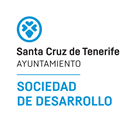 Santa Cruz de Tenerife
AYUNTAMIENTO
SOCIEDAD
DE DESARROLLO